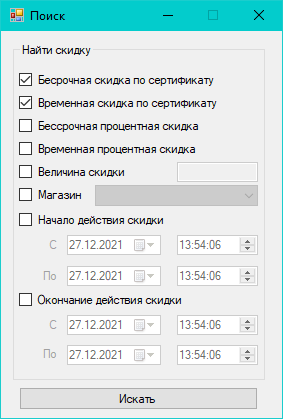 Поиск
Найти скидку
Бесрочная скидка по сертификату
Временная скидка по сертификату
Бессрочная процентная скидка
Временная процентная скидка
Величина скидки
Магазин
Начало действия скидки
С 27.12.2021 13:54:06
По 27.12.2021 13:54:06
Окончание действия скидки
С 27.12.2021 13:54:06
По 27.12.2021 13:54:06
Искать